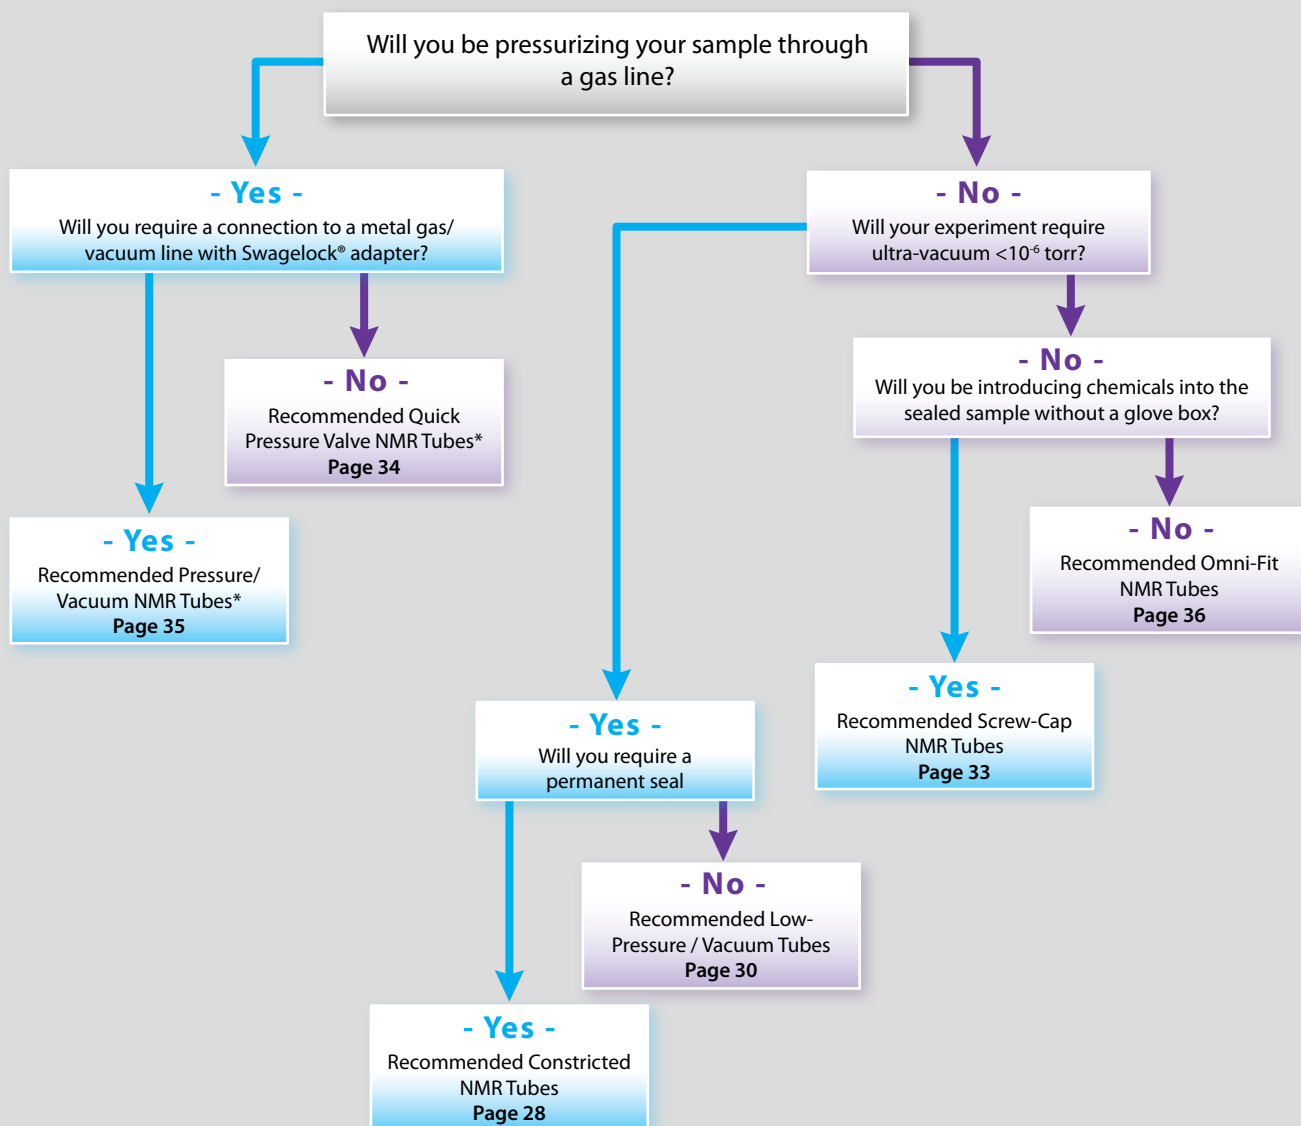 Will you be pressurizing your sample through
a gas line?
- Yes -
Will you require a connection to a metal gas/
vacuum line with Swagelock® adapter?
- No -
Will your experiment require
ultra-vacuum <10⁻⁶ torr?
- No -
Recommended Quick
Pressure Valve NMR Tubes*
Page 34
- No -
Will you be introducing chemicals into the
sealed sample without a glove box?
- Yes -
Recommended Pressure/
Vacuum NMR Tubes*
Page 35
- No -
Recommended Omni-Fit
NMR Tubes
Page 36
- Yes -
Recommended Screw-Cap
NMR Tubes
Page 33
- Yes -
Will you require a
permanent seal
- No -
Recommended Low-
Pressure / Vacuum Tubes
Page 30
- Yes -
Recommended Constricted
NMR Tubes
Page 28